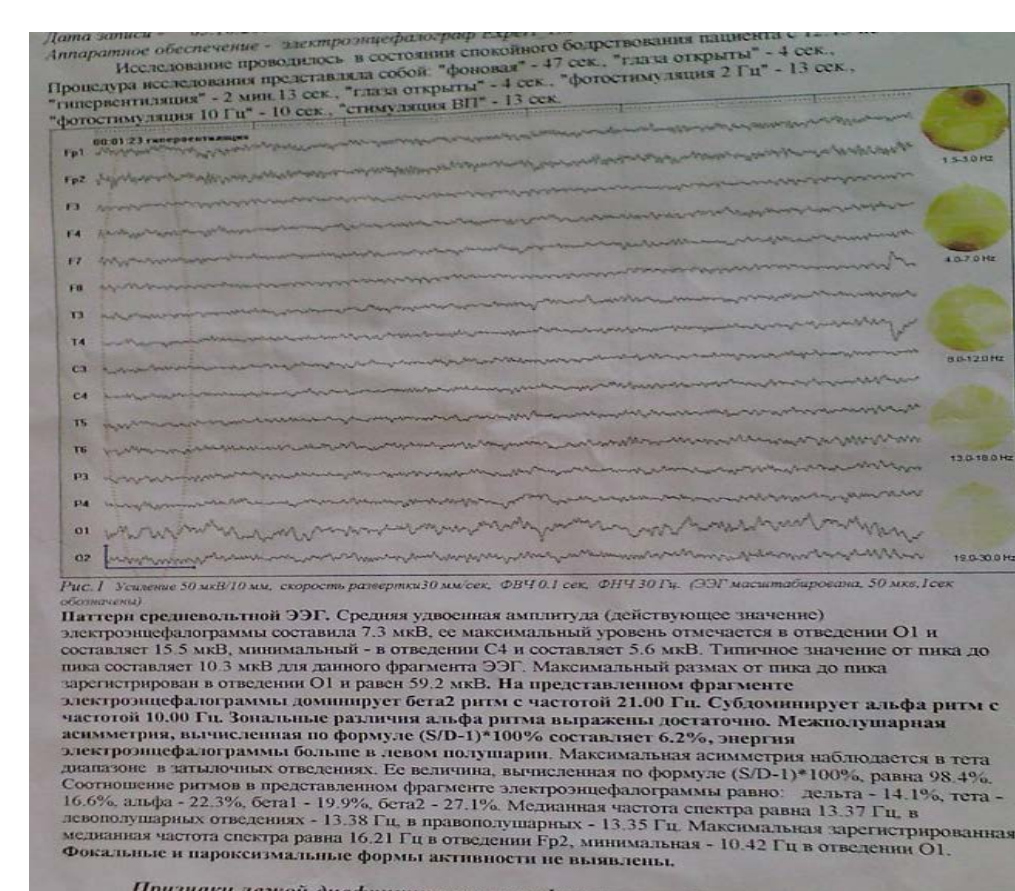 Дата записи -
Аппаратное обеспечение - электроэнцефалограф Expert
Исследование проводилось в состоянии спокойного бодрствования пациента с
Процедура исследования представляла собой: "фоновая" - 47 сек., "глаза открыты" - 4 сек.,
"гипервентиляция" - 2 мин.13 сек., "глаза открыты" - 4 сек., "фотостимуляция 2 Гц" - 13 сек.,
"фотостимуляция 10 Гц" - 10 сек., "стимуляция ВП" - 13 сек.
00:01:23 гипервентиляция
Fp1
Fp2
F3
F4
F7
F8
T3
T4
C3
C4
T5
T6
P3
P4
O1
O2
1.5-3.0 Hz
4.0-7.0 Hz
8.0-12.0 Hz
13.0-18.0 Hz
19.0-30.0 Hz
Рис.1 Усиление 50 мкВ/10 мм, скорость развертки30 мм/сек, ФВЧ 0.1 сек, ФНЧ 30 Гц. (ЭЭГ масштабирована, 50 мкв,1сек
обозначены)
Паттерн средневольтной ЭЭГ. Средняя удвоенная амплитуда (действующее значение)
электроэнцефалограммы составила 7.3 мкВ, ее максимальный уровень отмечается в отведении O1 и
составляет 15.5 мкВ, минимальный - в отведении C4 и составляет 5.6 мкВ. Типичное значение от пика до
пика составляет 10.3 мкВ для данного фрагмента ЭЭГ. Максимальный размах от пика до пика
зарегистрирован в отведении O1 и равен 59.2 мкВ. На представленном фрагменте
электроэнцефалограммы доминирует бета2 ритм с частотой 21.00 Гц. Субдоминирует альфа ритм с
частотой 10.00 Гц. Зональные различия альфа ритма выражены достаточно. Межполушарная
асимметрия, вычисленная по формуле (S/D-1)*100% составляет 6.2%, энергия
электроэнцефалограммы больше в левом полушарии. Максимальная асимметрия наблюдается в тета
диапазоне в затылочных отведениях. Ее величина, вычисленная по формуле (S/D-1)*100%, равна 98.4%.
Соотношение ритмов в представленном фрагменте электроэнцефалограммы равно: дельта - 14.1%, тета -
16.6%, альфа - 22.3%, бета1 - 19.9%, бета2 - 27.1%. Медианная частота спектра равна 13.37 Гц, в
левополушарных отведениях - 13.38 Гц, в правополушарных - 13.35 Гц. Максимальная зарегистрированная
медианная частота спектра равна 16.21 Гц в отведении Fp2, минимальная - 10.42 Гц в отведении O1.
Фокальные и пароксизмальные формы активности не выявлены.
Признаки легкой